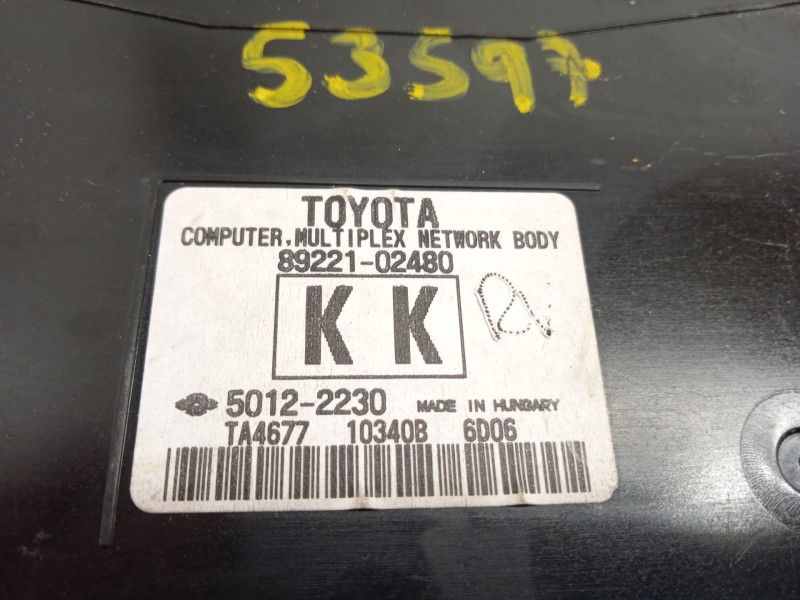 53597
TOYOTA
COMPUTER, MULTIPLEX NETWORK BODY
89221-02480
K K
5012-2230 MADE IN HUNGARY
TA4677 10340B 6D06